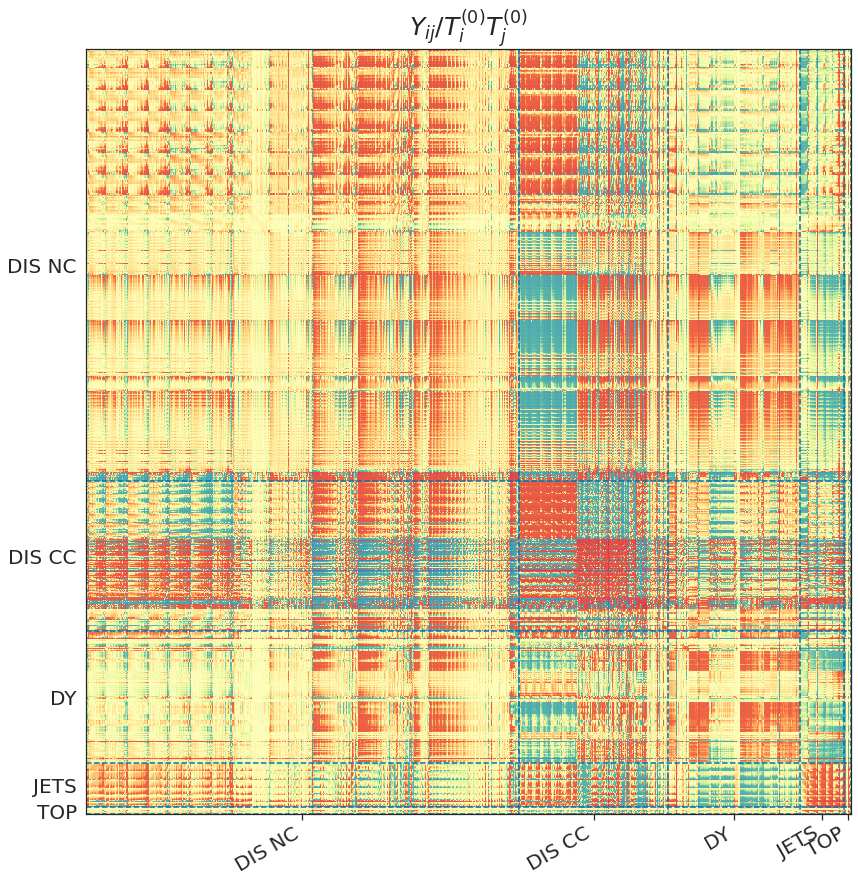 Y_{ij}/T_i^{(0)}T_j^{(0)}
DIS NC
DIS CC
DY
JETS
TOP
DIS NC
DIS CC
DY
JETS
TOP